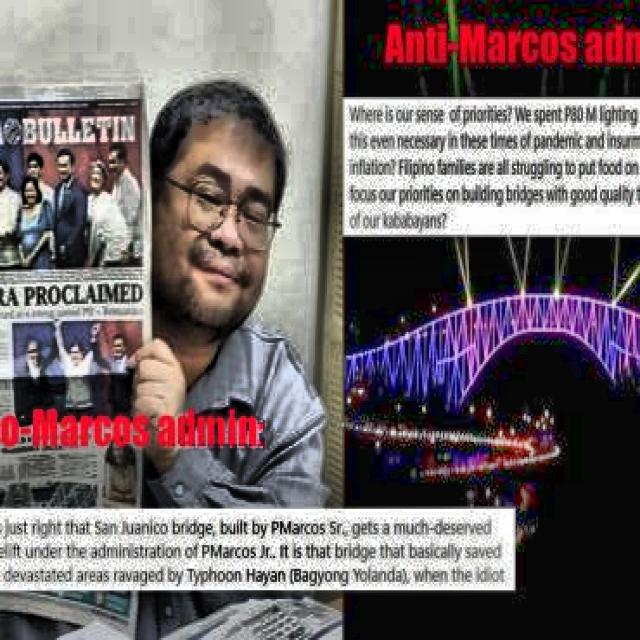 BULLETIN
RA PROCLAIMED
o-Marcos admin:
just right that San Juanico bridge, built by PMarcos Sr., gets a much-deserved
elift under the administration of PMarcos Jr.. It is that bridge that basically saved
devastated areas ravaged by Typhoon Hayan (Bagyong Yolanda), when the idiot
Anti-Marcos adm
Where is our sense of priorities? We spent P80 M lighting
this even necessary in these times of pandemic and insurm
inflation? Filipino families are all struggling to put food on
focus our priorities on building bridges with good quality
of our kababayans?